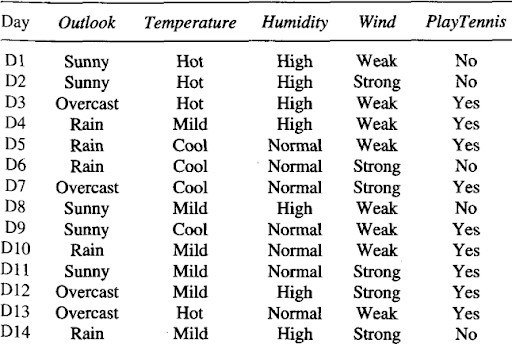 Day Outlook Temperature Humidity Wind PlayTennis
D1 Sunny Hot High Weak No
D2 Sunny Hot High Strong No
D3 Overcast Hot High Weak Yes
D4 Rain Mild High Weak Yes
D5 Rain Cool Normal Weak Yes
D6 Rain Cool Normal Strong No
D7 Overcast Cool Normal Strong Yes
D8 Sunny Mild High Weak No
D9 Sunny Cool Normal Weak Yes
D10 Rain Mild Normal Weak Yes
D11 Sunny Mild Normal Strong Yes
D12 Overcast Mild High Strong Yes
D13 Overcast Hot Normal Weak Yes
D14 Rain Mild High Strong No